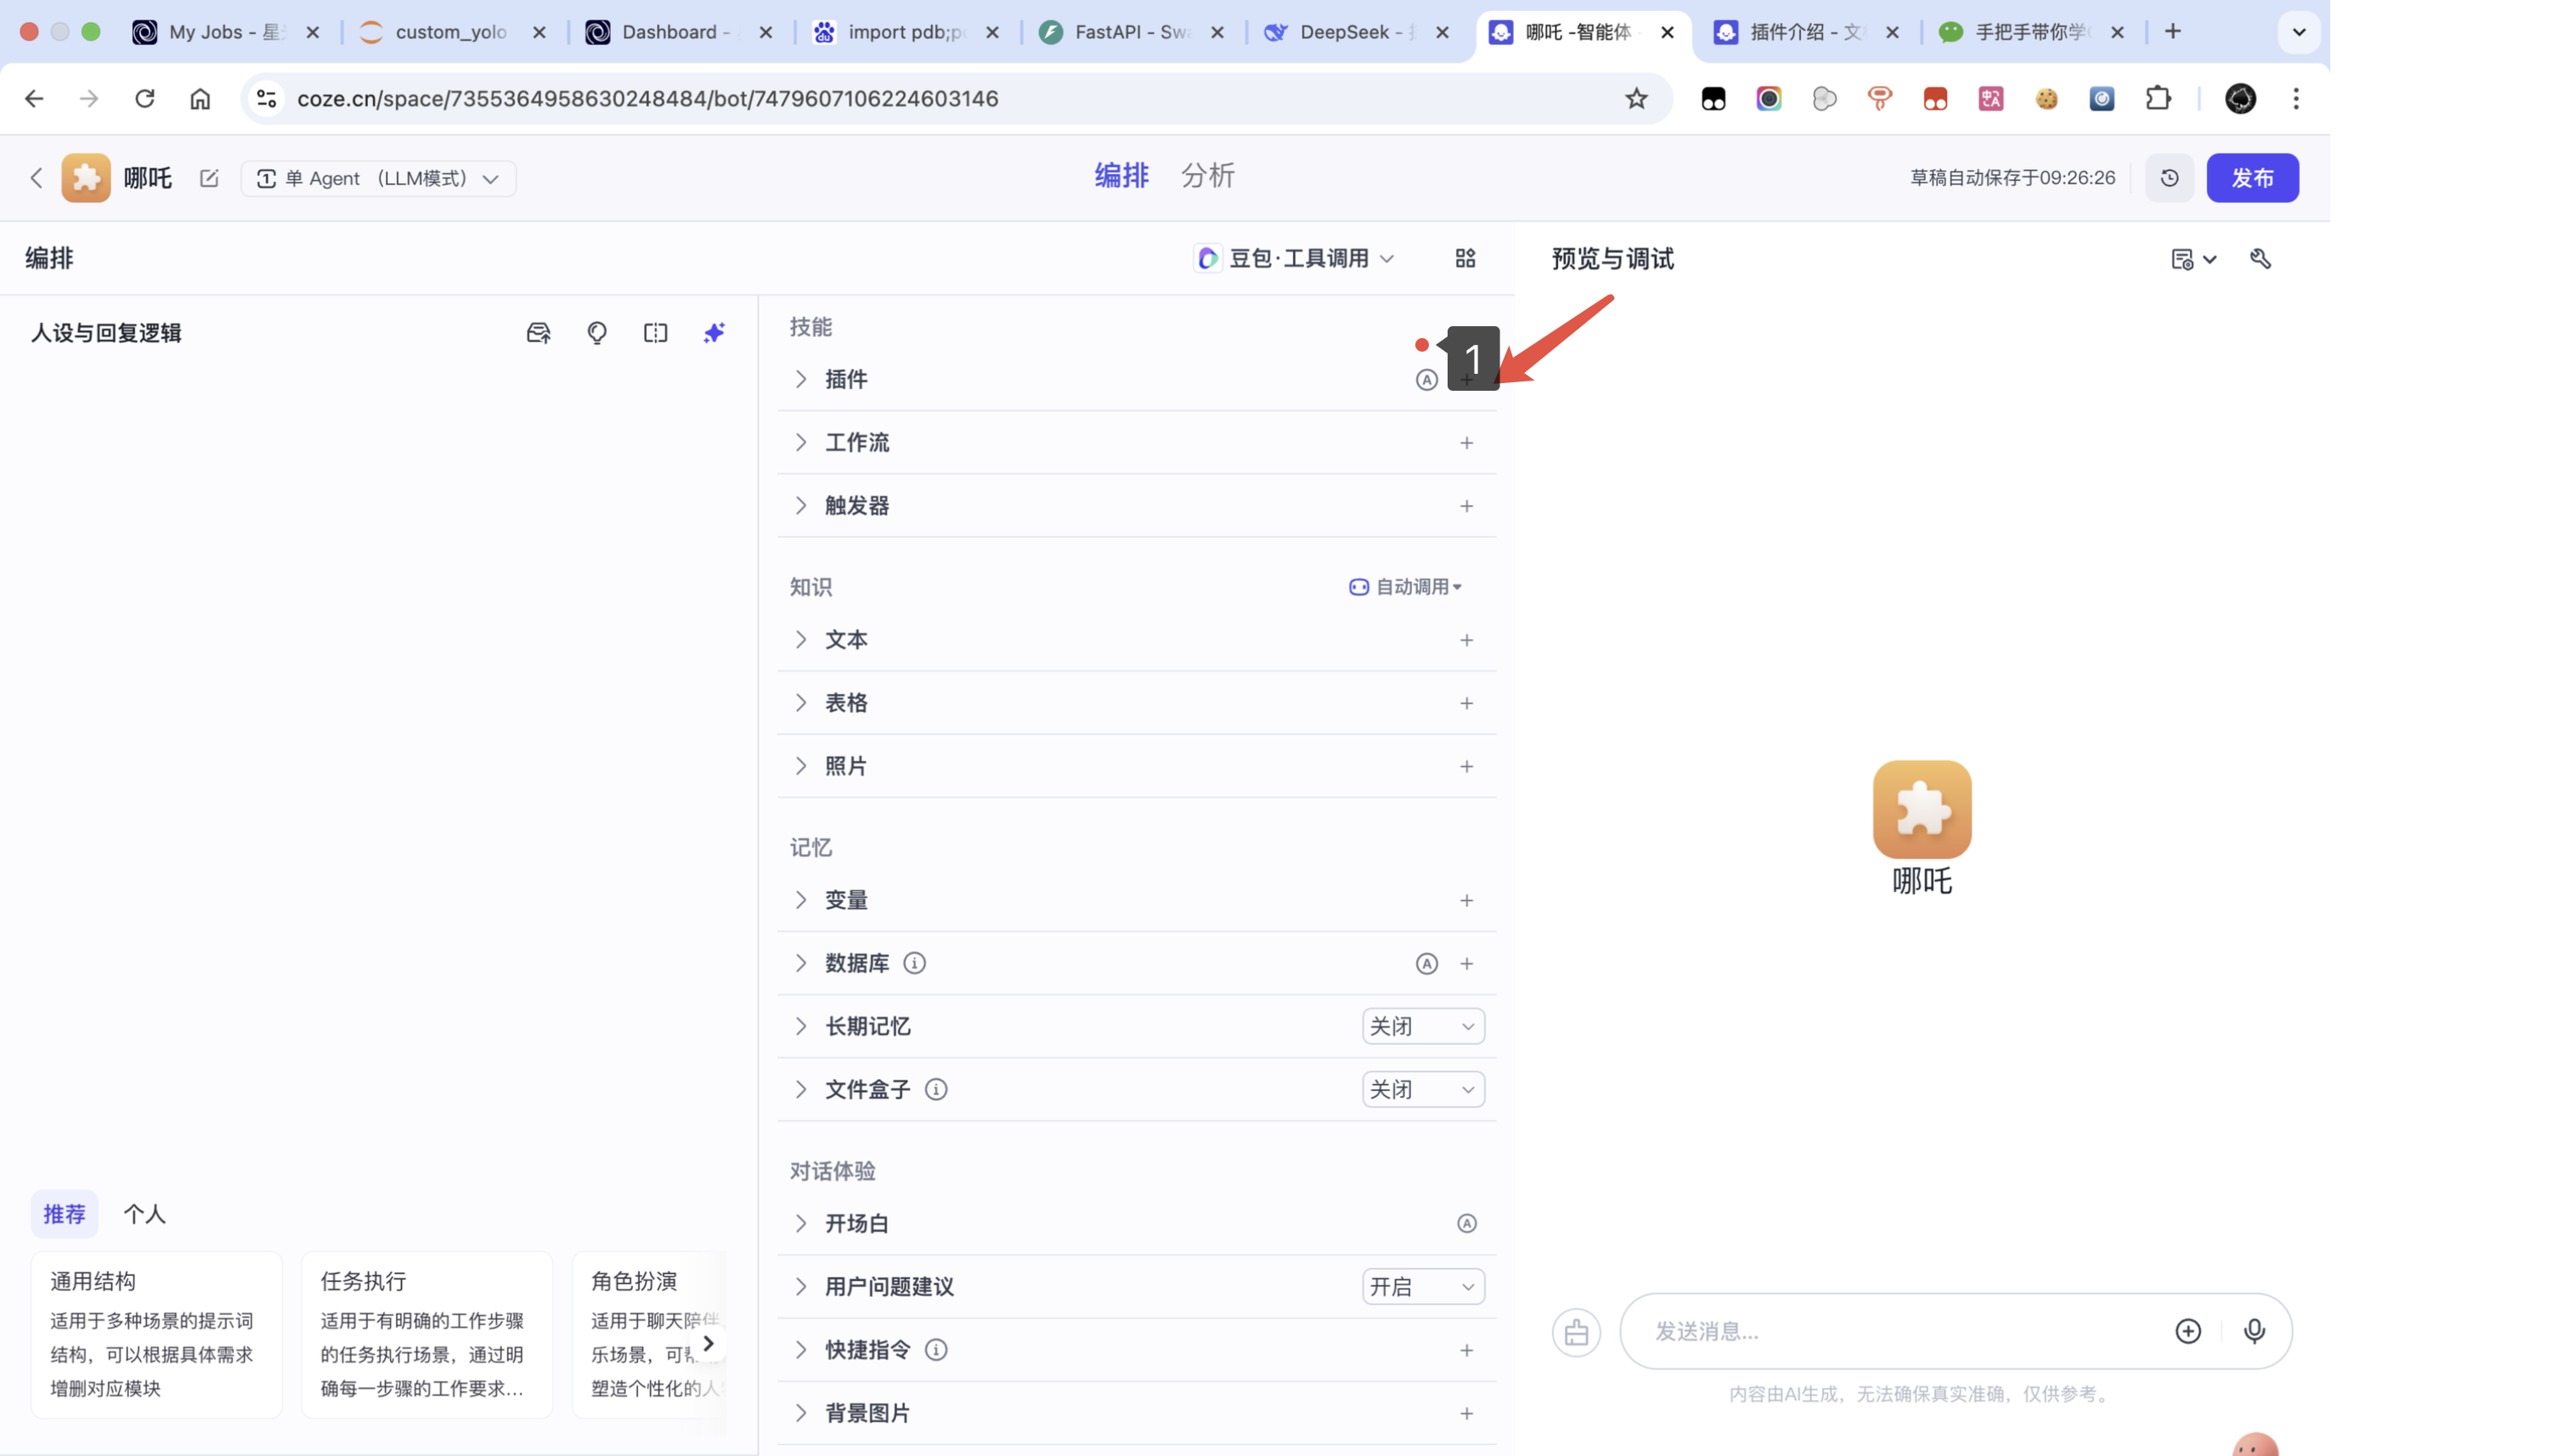 My Jobs - 星
custom_yolo
Dashboard -
import pdb;p
FastAPI - Swa
DeepSeek -
哪吒 -智能体
插件介绍 - 文
手把手带你学
coze.cn/space/7355364958630248484/bot/7479607106224603146
哪吒
单 Agent （LLM模式）
编排
分析
草稿自动保存于09:26:26
发布
编排
豆包·工具调用
预览与调试
人设与回复逻辑
技能
1
插件
工作流
触发器
知识
自动调用
文本
表格
照片
记忆
变量
数据库
长期记忆
关闭
文件盒子
关闭
对话体验
开场白
用户问题建议
开启
快捷指令
背景图片
推荐
个人
通用结构
适用于多种场景的提示词
结构，可以根据具体需求
增删对应模块
任务执行
适用于有明确的工作步骤
的任务执行场景，通过明
确每一步骤的工作要求...
角色扮演
适用于聊天陪伴
乐场景，可
塑造个性化的人
哪吒
发送消息...
内容由AI生成，无法确保真实准确，仅供参考。